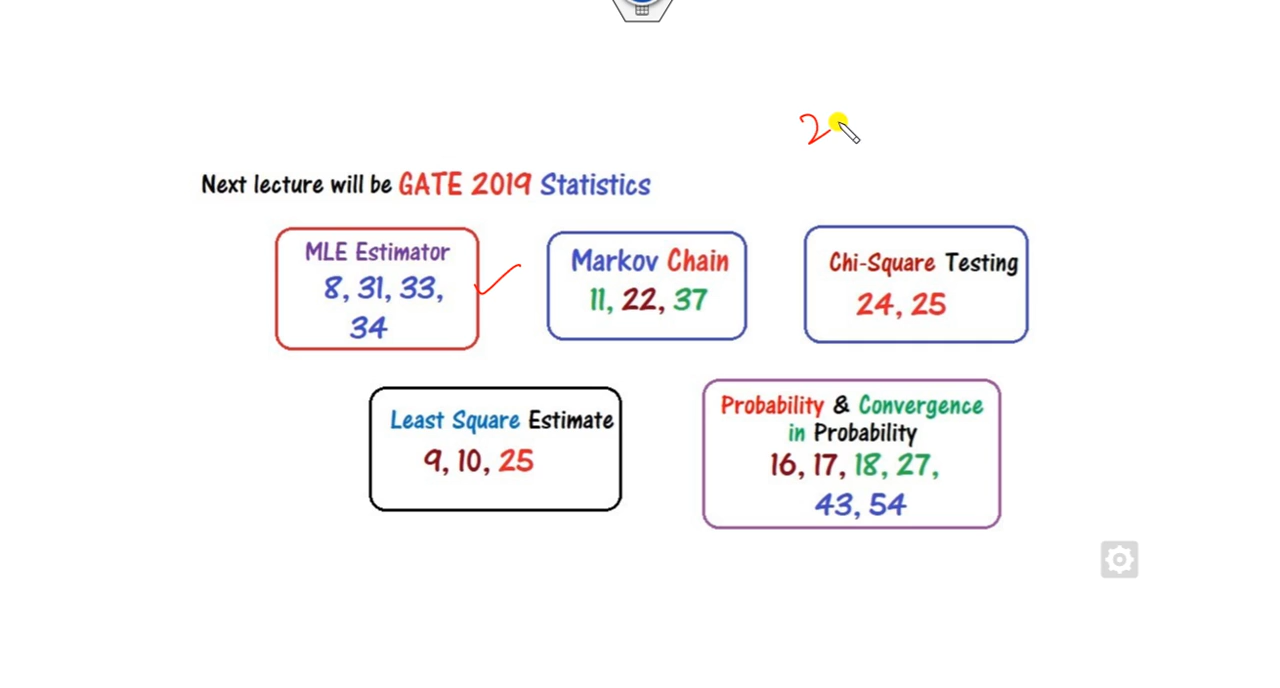 2
Next lecture will be GATE 2019 Statistics
MLE Estimator
8, 31, 33,
34
Markov Chain
11, 22, 37
Chi-Square Testing
24, 25
Least Square Estimate
9, 10, 25
Probability & Convergence
in Probability
16, 17, 18, 27,
43, 54